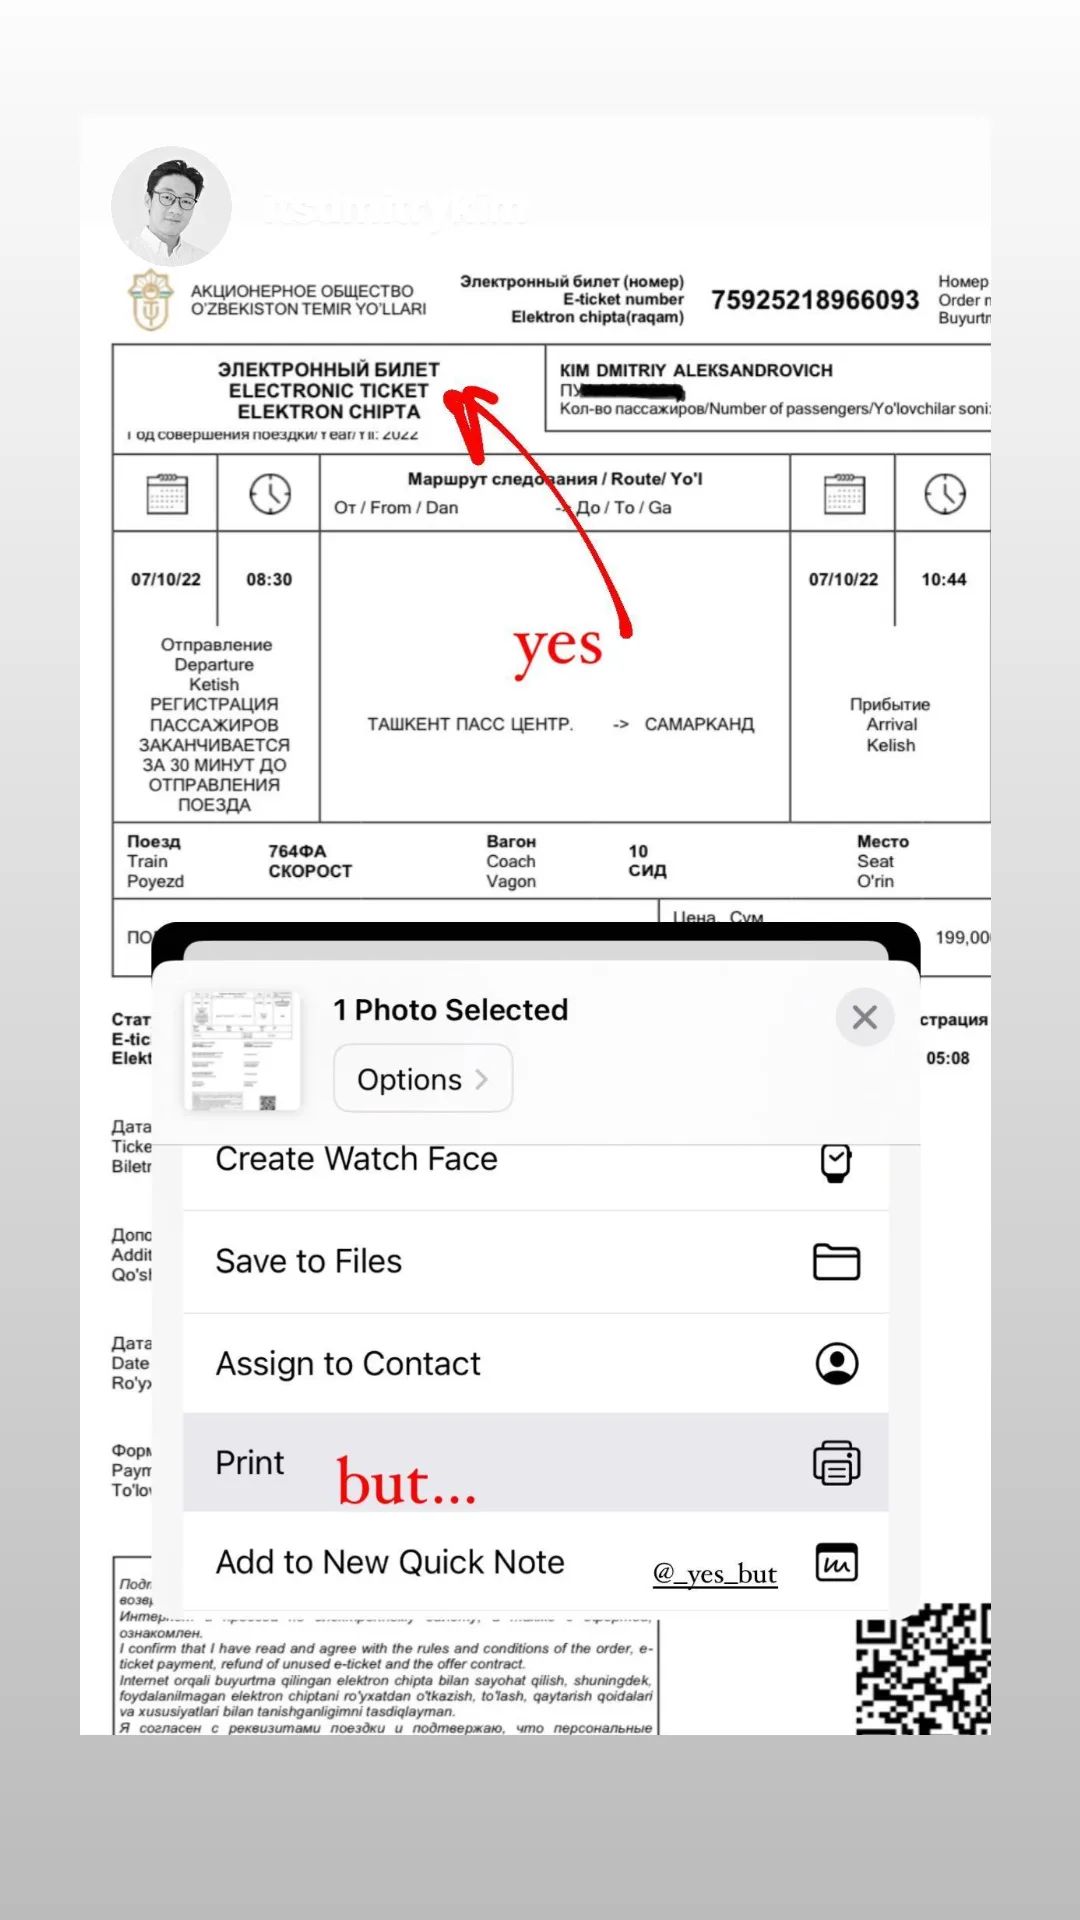 itsdmitrykim
АКЦИОНЕРНОЕ ОБЩЕСТВО
O'ZBEKISTON TEMIR YO'LLARI
Электронный билет (номер)
E-ticket number
Elektron chipta(raqam)
75925218966093
Номер
Order n
Buyurtm
ЭЛЕКТРОННЫЙ БИЛЕТ
ELECTRONIC TICKET
ELEKTRON CHIPTA
Год совершения поездки/Year/Yil: 2022
KIM DMITRIY ALEKSANDROVICH
ПУ
Кол-во пассажиров/Number of passengers/Yo'lovchilar soni:
Маршрут следования / Route/ Yo'l
От / From / Dan -> До / To / Ga
07/10/22 08:30
07/10/22 10:44
yes
Отправление
Departure
Ketish
РЕГИСТРАЦИЯ
ПАССАЖИРОВ
ЗАКАНЧИВАЕТСЯ
ЗА 30 МИНУТ ДО
ОТПРАВЛЕНИЯ
ПОЕЗДА
ТАШКЕНТ ПАСС ЦЕНТР. -> САМАРКАНД
Прибытие
Arrival
Kelish
Поезд
Train
Poyezd
764ФА
СКОРОСТ
Вагон
Coach
Vagon
10
СИД
Место
Seat
O'rin
ПО
Цена, Сум
199,00
Стат
E-tic
Elekt
страция
05:08
1 Photo Selected
Options
Дата
Ticke
Biletr
Create Watch Face
Допо
Addit
Qo'sh
Save to Files
Дата
Date
Ro'yx
Assign to Contact
Форм
Paym
To'lov
Print
but...
Add to New Quick Note
@_yes_but
Подп
возвр
ознакомлен.
I confirm that I have read and agree with the rules and conditions of the order, e-
ticket payment, refund of unused e-ticket and the offer contract.
Internet orqali buyurtma qilingan elektron chipta bilan sayohat qilish, shuningdek,
foydalanilmagan elektron chiptani ro'yxatdan o'tkazish, to'lash, qaytarish qoidalari
va xususiyatlari bilan tanishganligimni tasdiqlayman.
Я согласен с реквизитами поездки и подтвержаю, что персональные